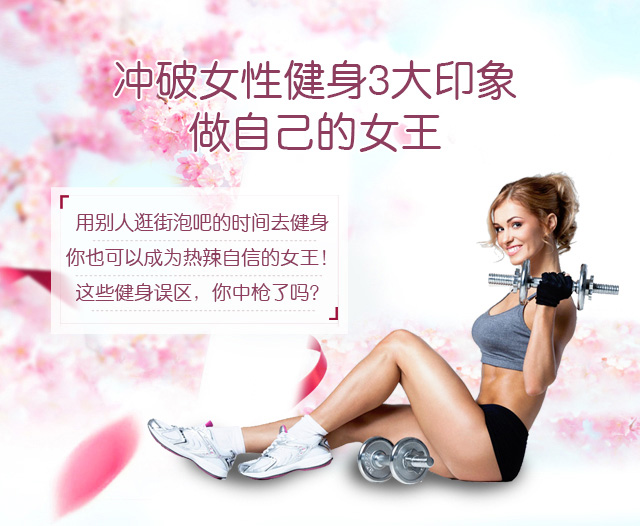 冲破女性健身3大印象
做自己的女王
用别人逛街泡吧的时间去健身
你也可以成为热辣自信的女王！
这些健身误区，你中枪了吗？